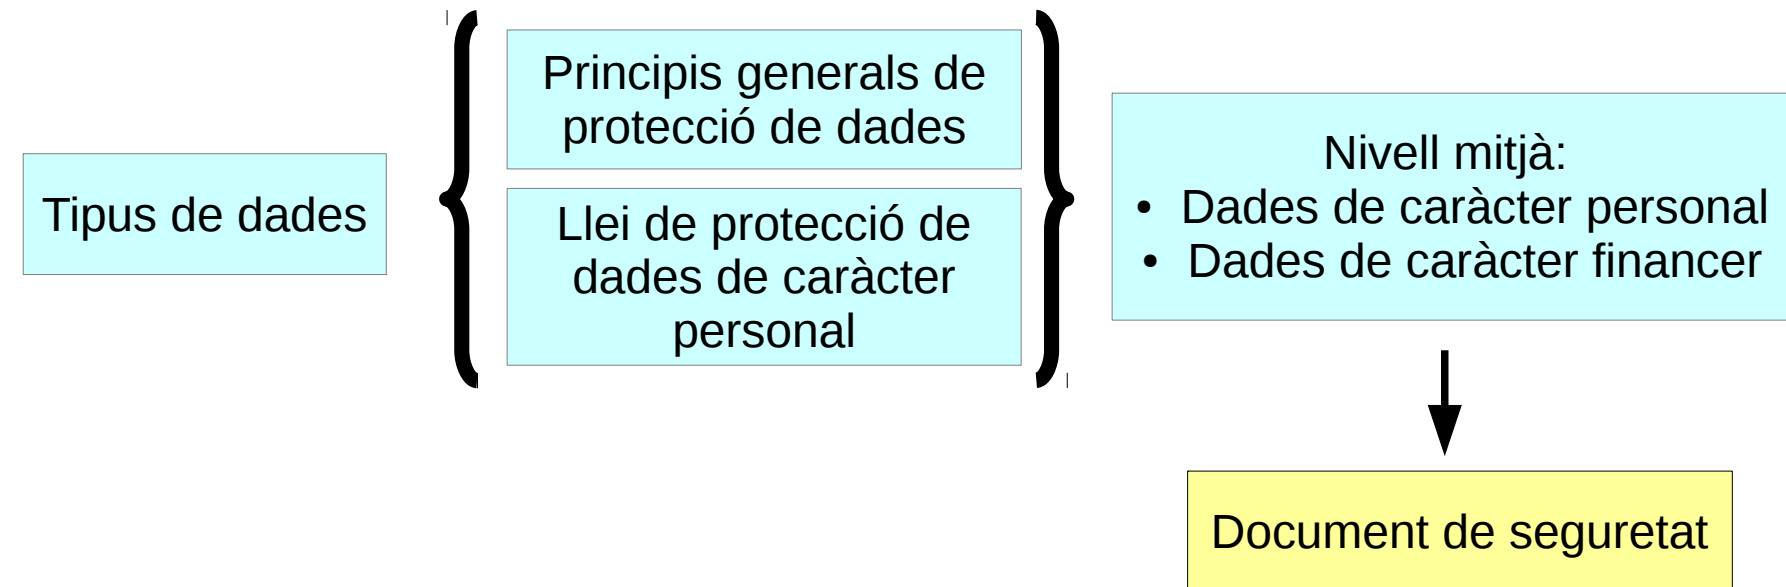 Tipus de dades
Principis generals de
protecció de dades
Llei de protecció de
dades de caràcter
personal
Nivell mitjà:
• Dades de caràcter personal
• Dades de caràcter financer
Document de seguretat